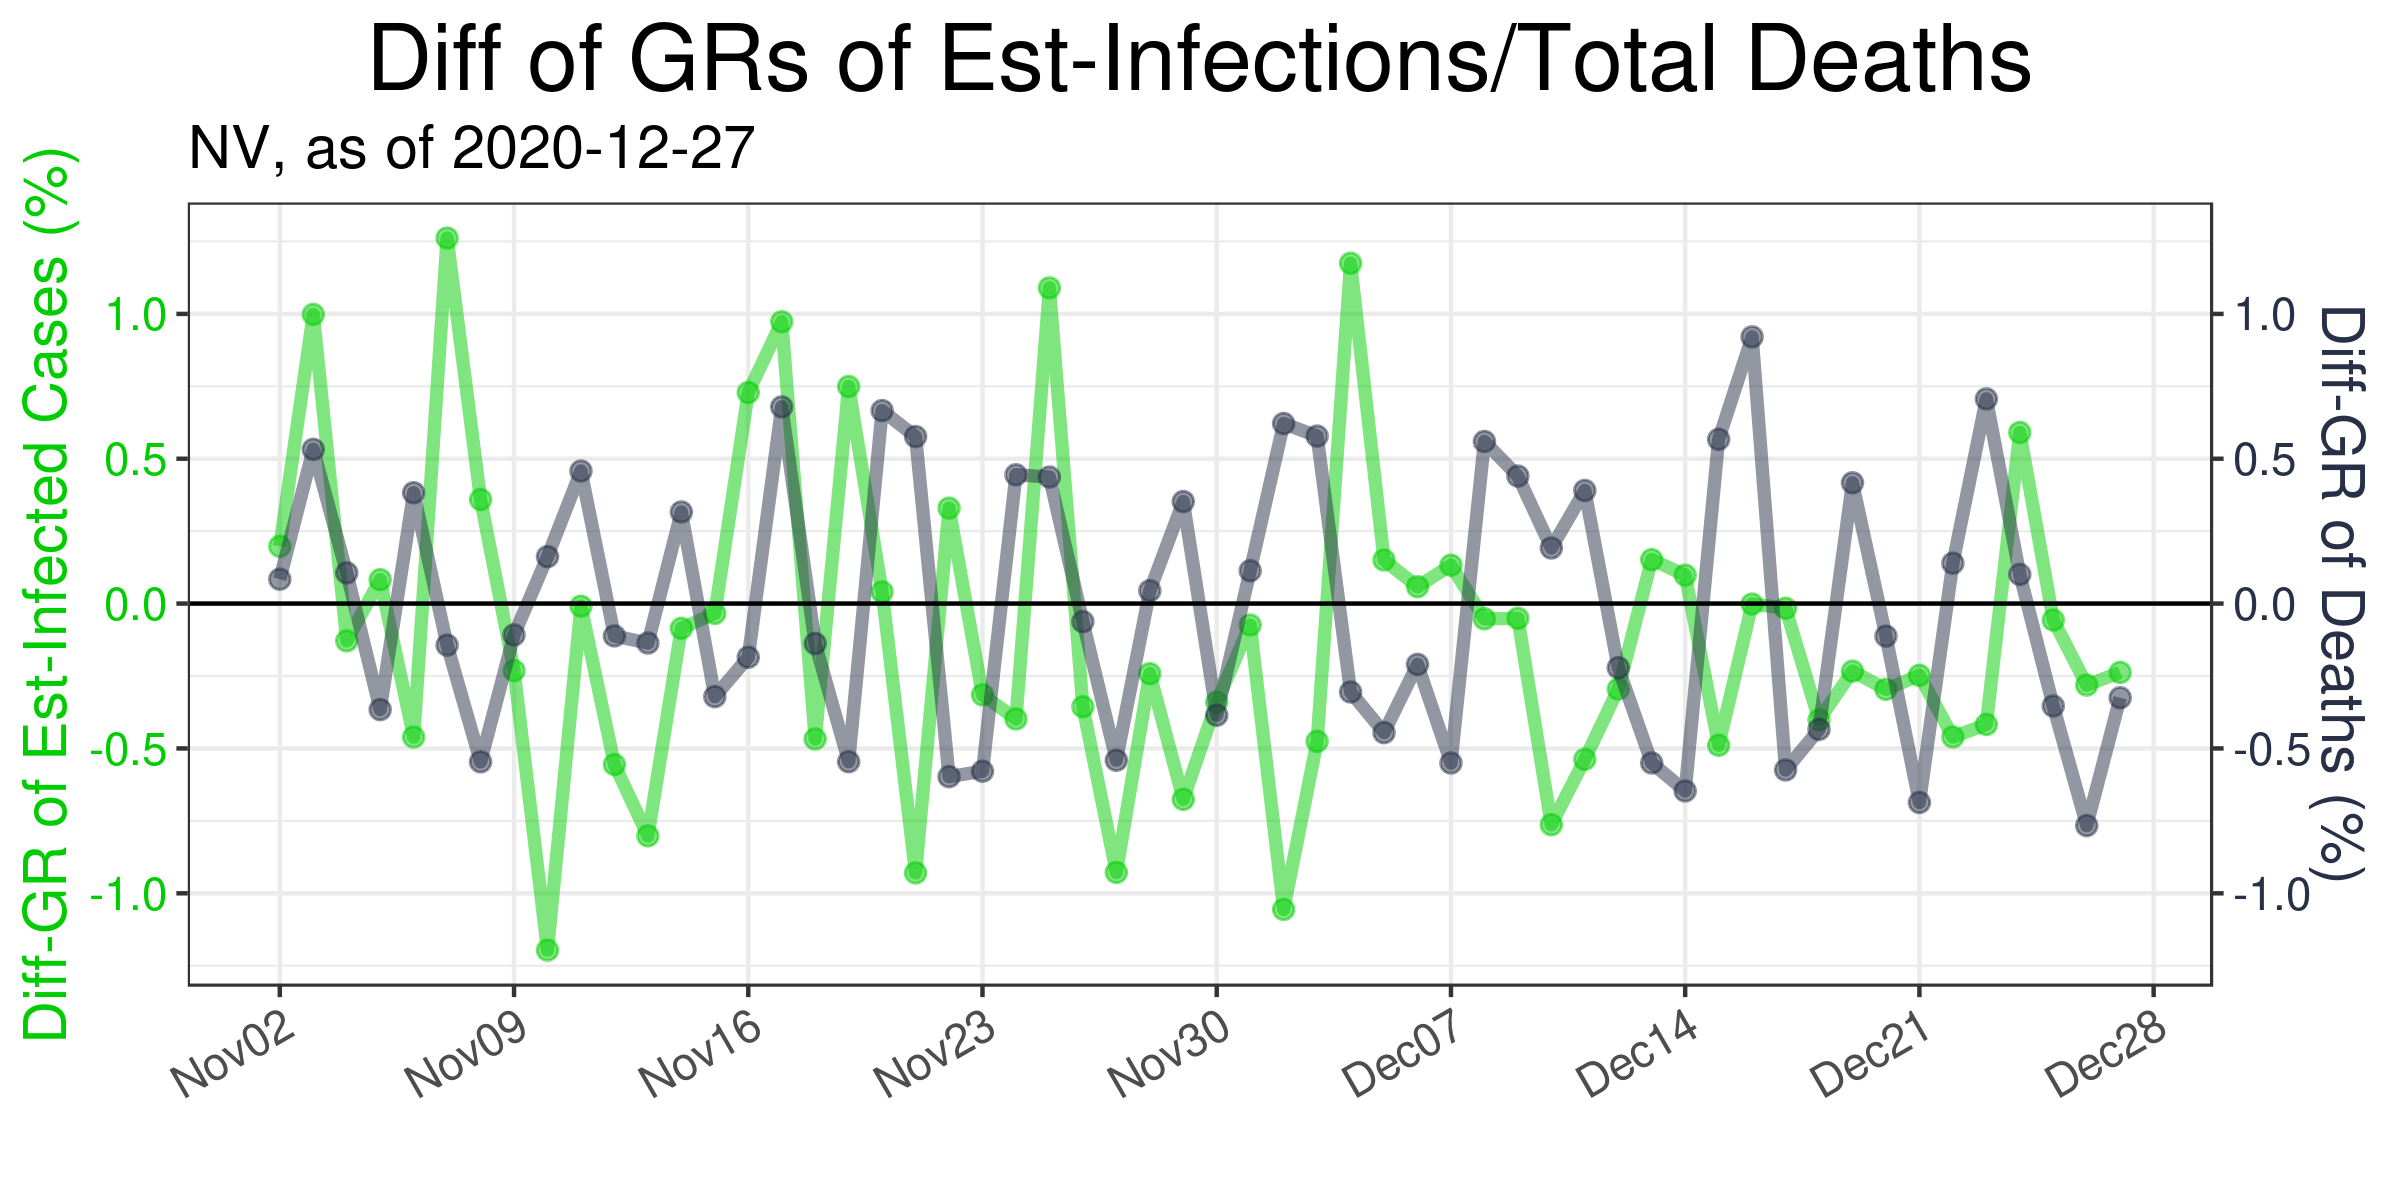 Diff of GRs of Est-Infections/Total Deaths
NV, as of 2020-12-27
Diff-GR of Est-Infected Cases (%)
1.0
0.5
0.0
-0.5
-1.0
1.0
0.5
0.0
-0.5
-1.0
Diff-GR of Deaths (%)
Nov02
Nov09
Nov16
Nov23
Nov30
Dec07
Dec14
Dec21
Dec28